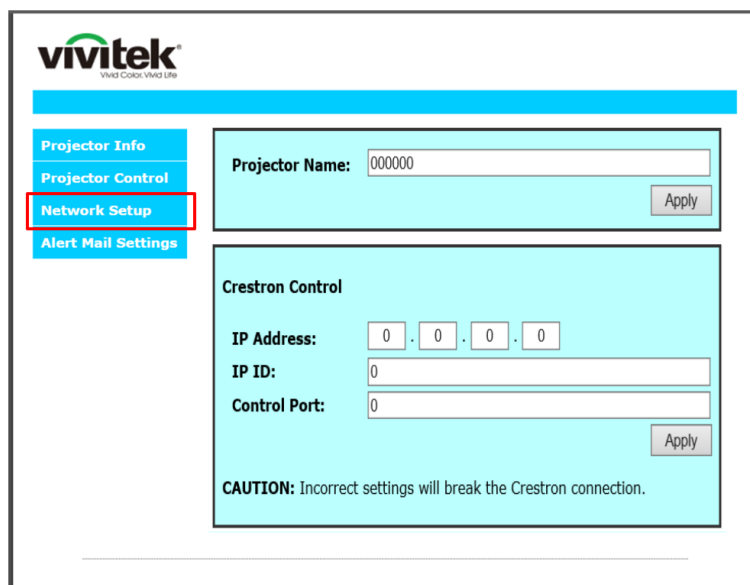 vivitek®
Vivid Color, Vivid Life
Projector Info
Projector Control
Network Setup
Alert Mail Settings
Projector Name: 000000
Apply
Crestron Control
IP Address: 0 . 0 . 0 . 0
IP ID: 0
Control Port: 0
Apply
CAUTION: Incorrect settings will break the Crestron connection.